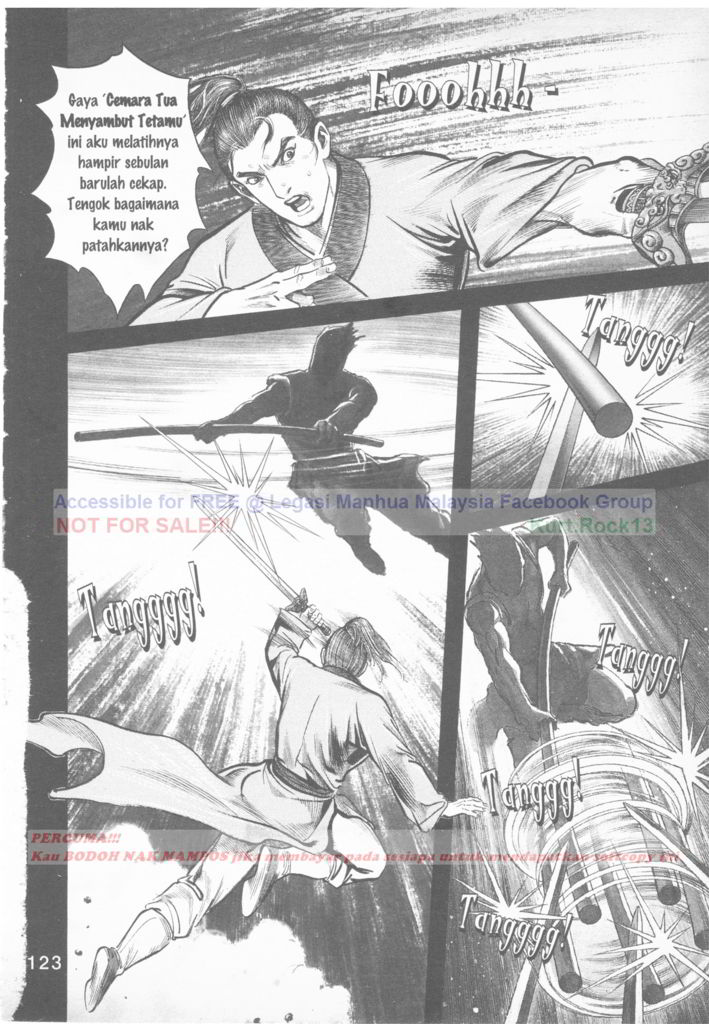 Gaya 'Cemara Tua
Menyambut Tetamu'
ini aku melatihnya
hampir sebulan
barulah cekap.
Tengok bagaimana
kamu nak
patahkannya?
Fooohhh -
Tanggg!
Accessible for FREE @ Legasi Manhua Malaysia Facebook Group
NOT FOR SALE!!!
Kurt.Rock13
Tangggg!
Tanggg!
Tanggg!
Tangggg!
PERCUMA!!!
Kau BODOH NAK MAMPOS jika membayar pada sesiapa untuk mendapatkan softcopy ini
123